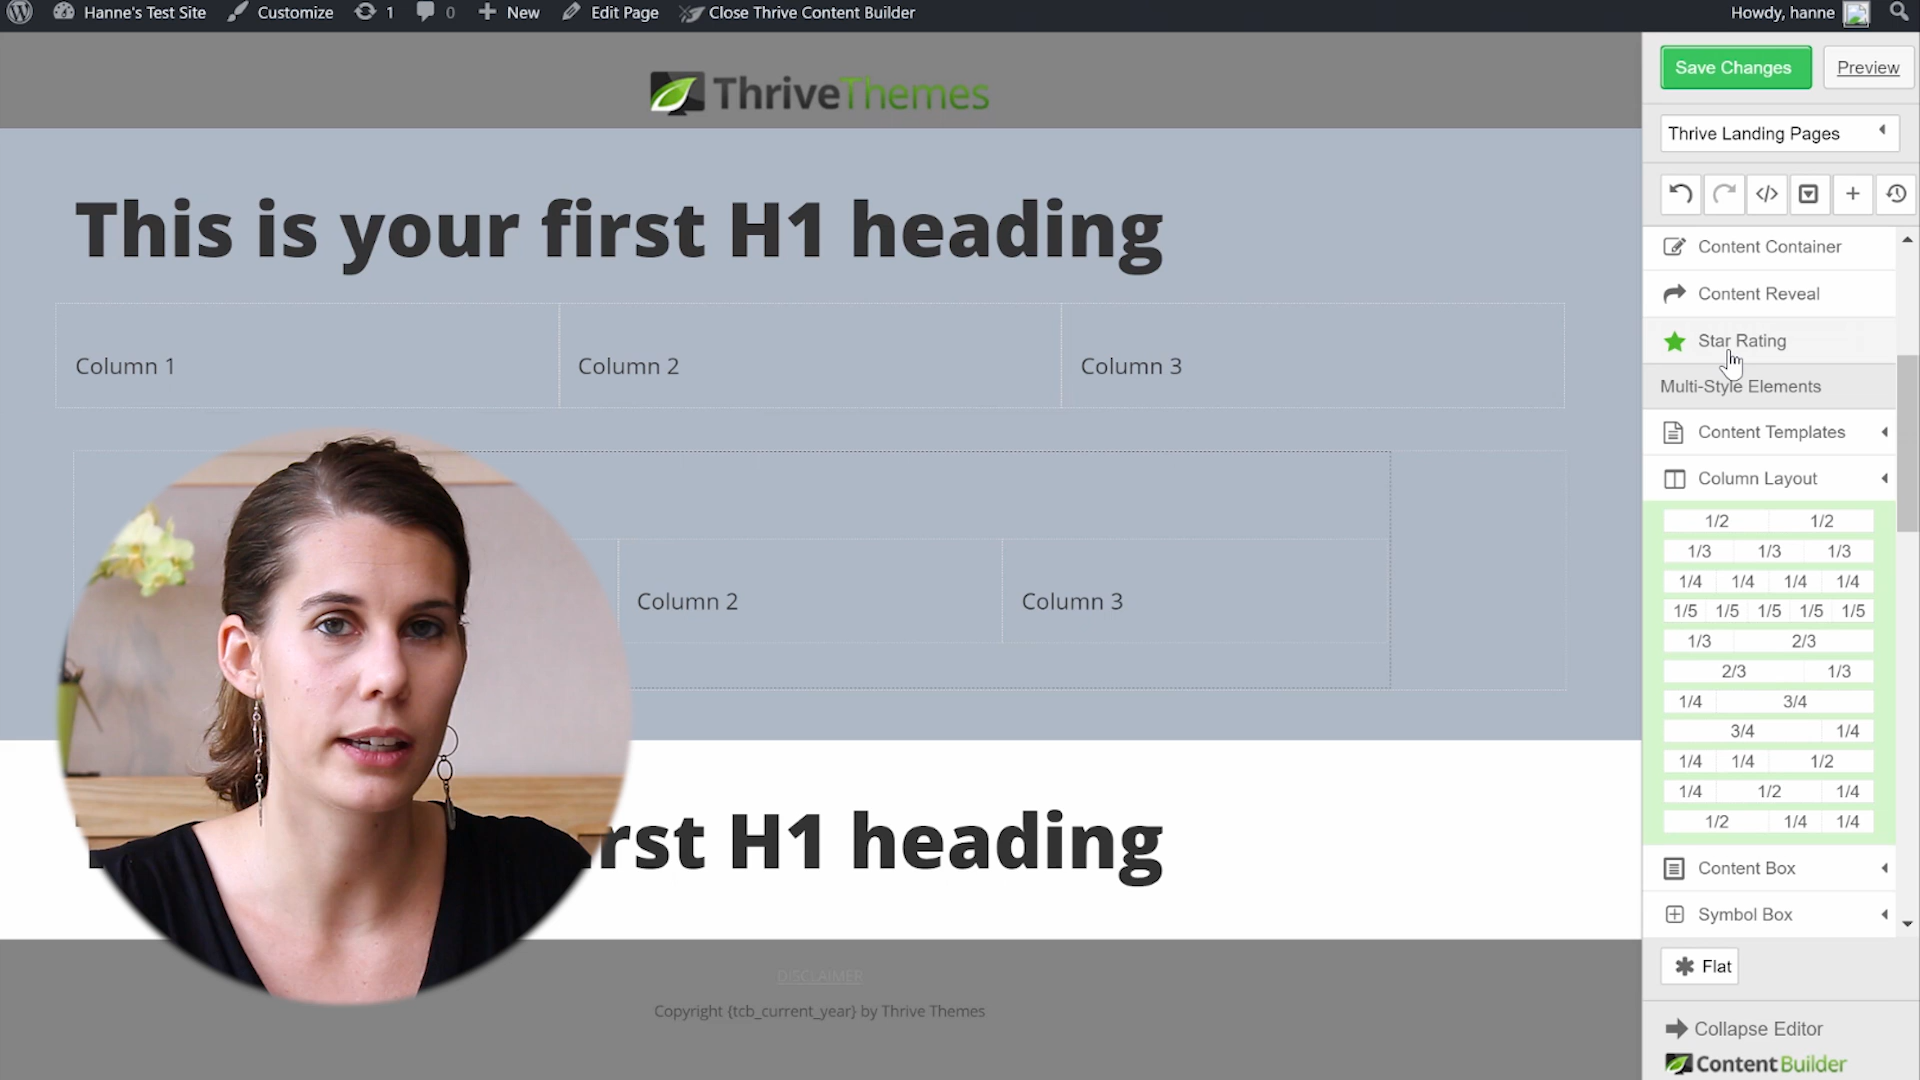 Hanne's Test Site
Customize
1
0
New
Edit Page
Close Thrive Content Builder
Howdy, hanne
ThriveThemes
This is your first H1 heading
Column 1
Column 2
Column 3
Column 2
Column 3
rst H1 heading
DISCLAIMER
Copyright {tcb_current_year} by Thrive Themes
Save Changes
Preview
Thrive Landing Pages
Content Container
Content Reveal
Star Rating
Multi-Style Elements
Content Templates
Column Layout
1/2 1/2
1/3 1/3 1/3
1/4 1/4 1/4 1/4
1/5 1/5 1/5 1/5 1/5
1/3 2/3
2/3 1/3
1/4 3/4
3/4 1/4
1/4 1/4 1/2
1/4 1/2 1/4
1/2 1/4 1/4
Content Box
Symbol Box
Flat
Collapse Editor
ContentBuilder